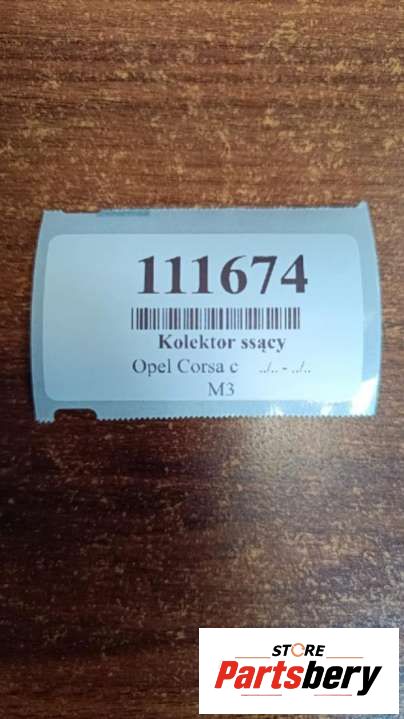 111674
Kolektor ssący
Opel Corsa c ../.. - ../..
M3
STORE
Partsbery